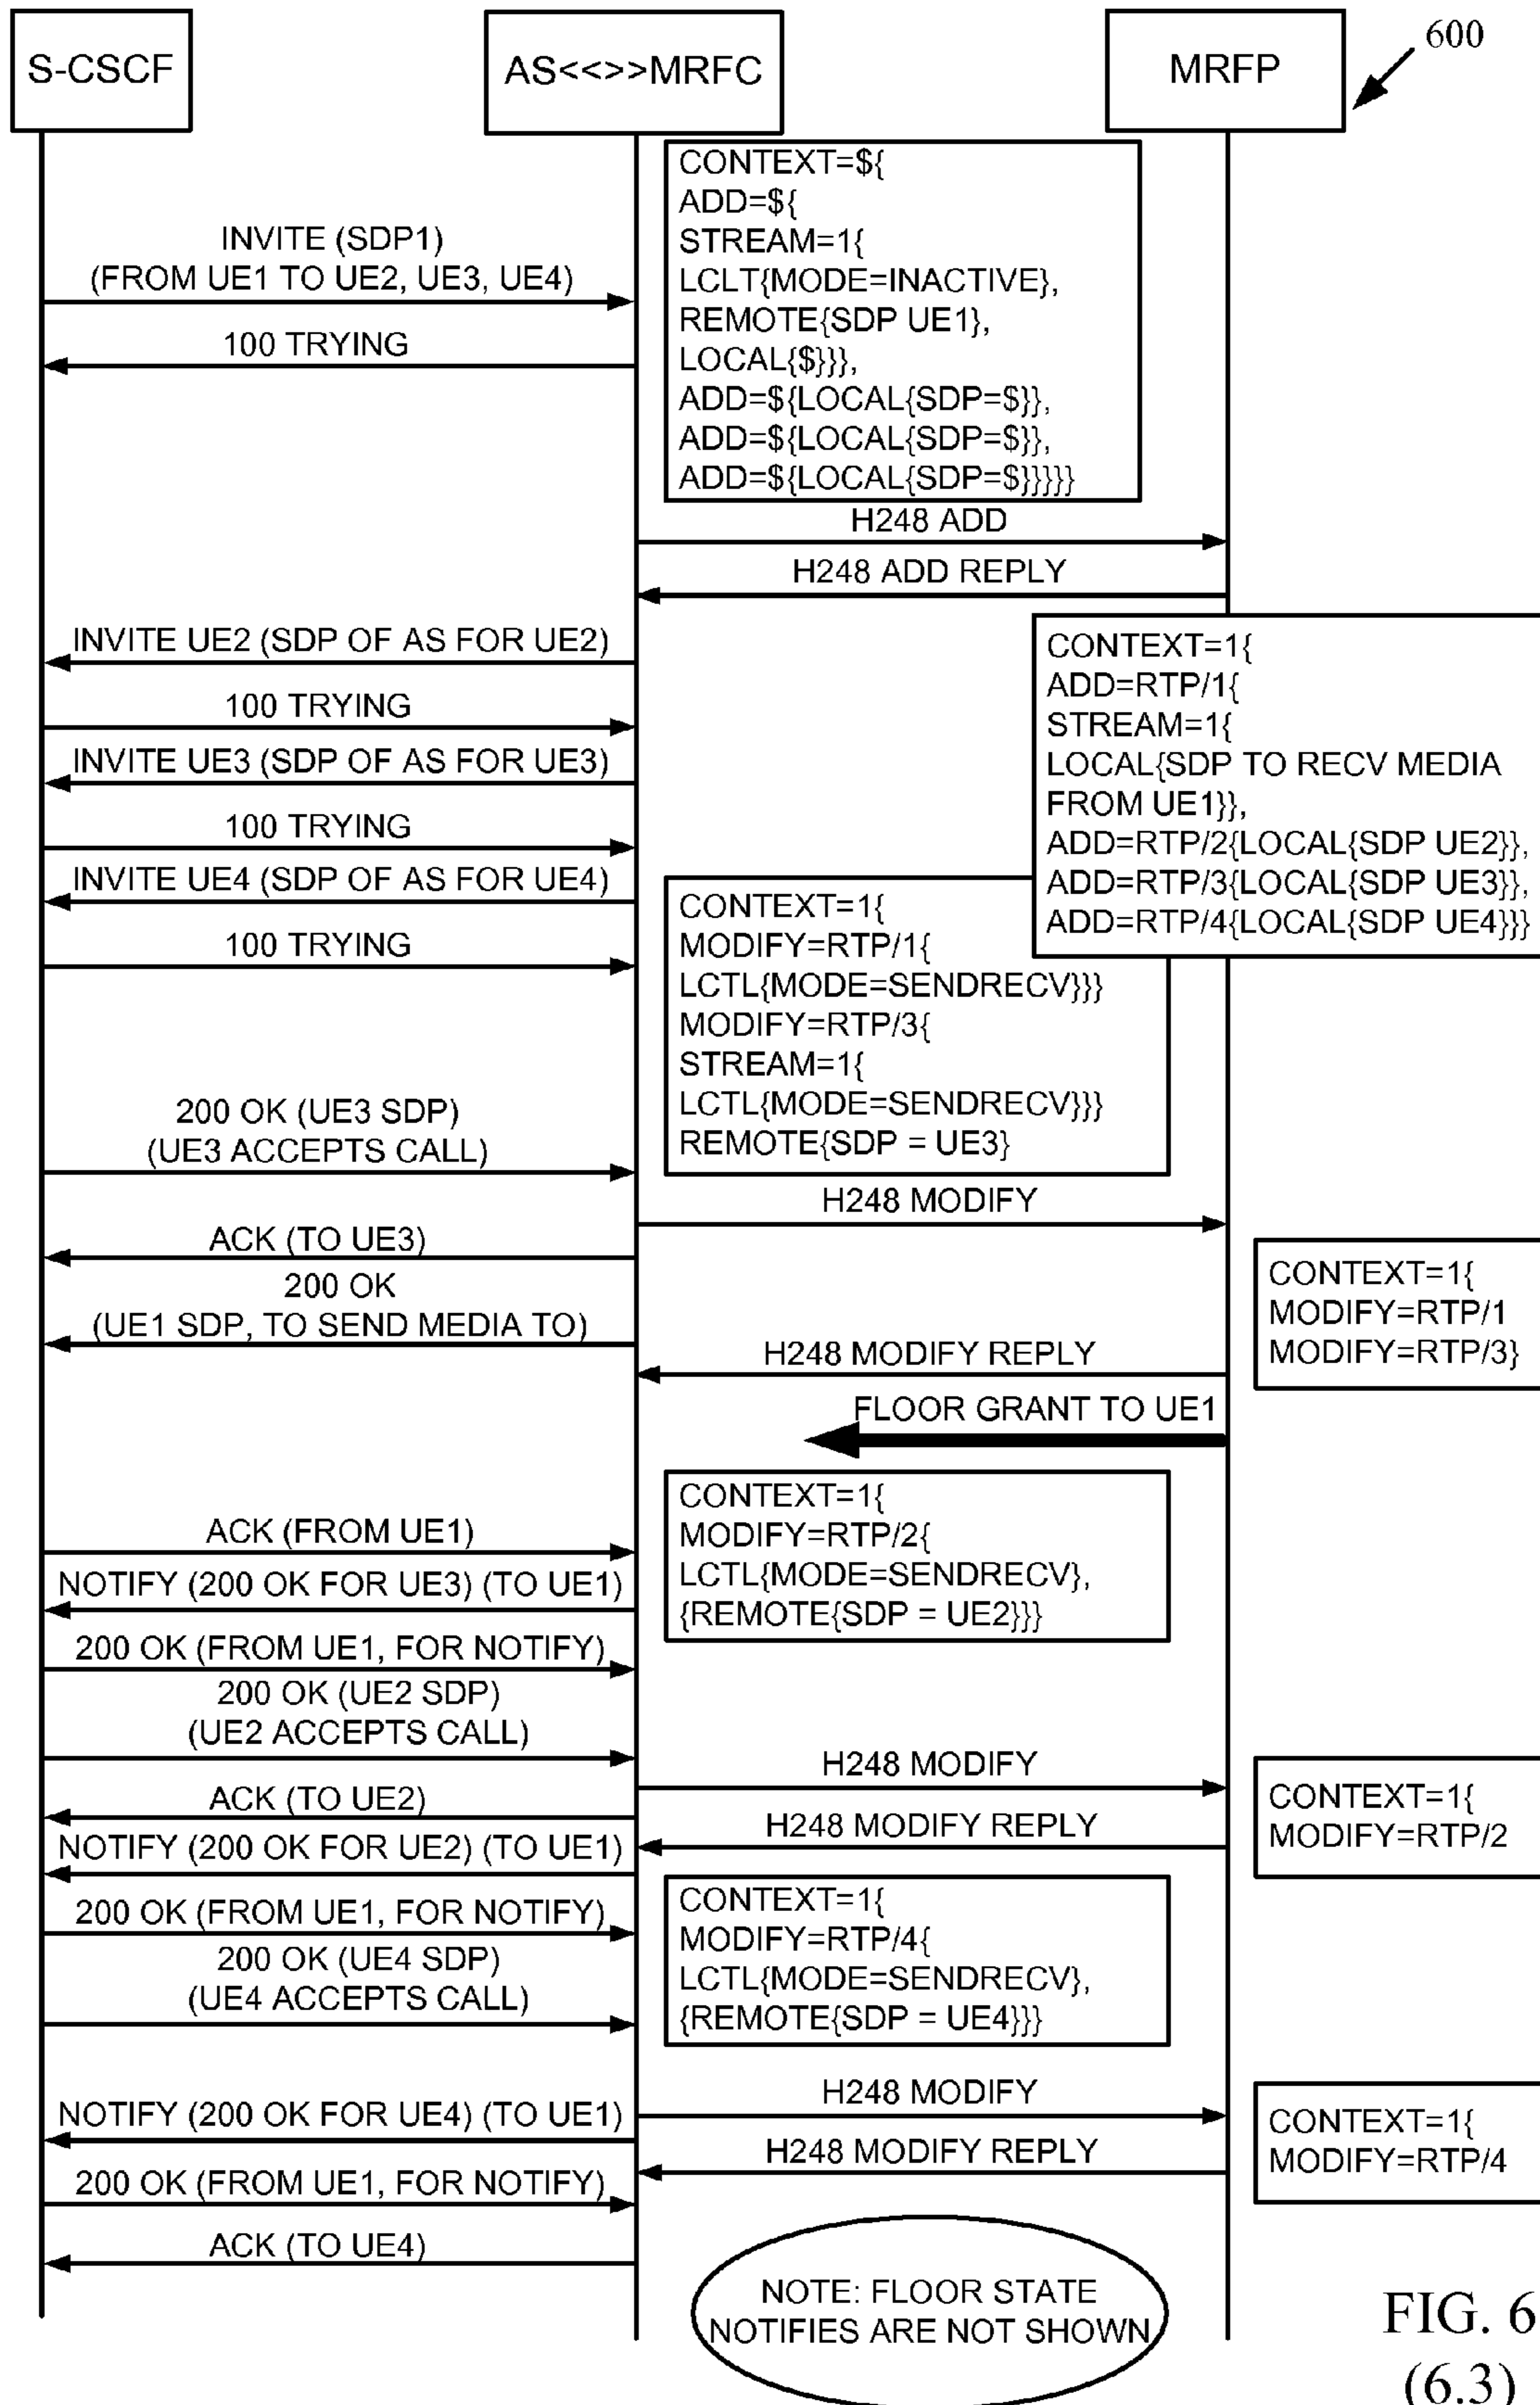 S-CSCF
AS<<>>MRFC
MRFP
600
CONTEXT=${
ADD=${
STREAM=1{
LCLT{MODE=INACTIVE},
REMOTE{SDP UE1},
LOCAL{$}}},
ADD=${LOCAL{SDP=$}},
ADD=${LOCAL{SDP=$}},
ADD=${LOCAL{SDP=$}}}}}
INVITE (SDP1)
(FROM UE1 TO UE2, UE3, UE4)
100 TRYING
H248 ADD
H248 ADD REPLY
INVITE UE2 (SDP OF AS FOR UE2)
100 TRYING
INVITE UE3 (SDP OF AS FOR UE3)
100 TRYING
INVITE UE4 (SDP OF AS FOR UE4)
100 TRYING
CONTEXT=1{
ADD=RTP/1{
STREAM=1{
LOCAL{SDP TO RECV MEDIA
FROM UE1}},
ADD=RTP/2{LOCAL{SDP UE2}},
ADD=RTP/3{LOCAL{SDP UE3}},
ADD=RTP/4{LOCAL{SDP UE4}}}
CONTEXT=1{
MODIFY=RTP/1{
LCTL{MODE=SENDRECV}}}
MODIFY=RTP/3{
STREAM=1{
LCTL{MODE=SENDRECV}}}
REMOTE{SDP = UE3}
200 OK (UE3 SDP)
(UE3 ACCEPTS CALL)
H248 MODIFY
ACK (TO UE3)
200 OK
(UE1 SDP, TO SEND MEDIA TO)
CONTEXT=1{
MODIFY=RTP/1
MODIFY=RTP/3}
H248 MODIFY REPLY
FLOOR GRANT TO UE1
CONTEXT=1{
MODIFY=RTP/2{
LCTL{MODE=SENDRECV},
{REMOTE{SDP = UE2}}}
ACK (FROM UE1)
NOTIFY (200 OK FOR UE3) (TO UE1)
200 OK (FROM UE1, FOR NOTIFY)
200 OK (UE2 SDP)
(UE2 ACCEPTS CALL)
H248 MODIFY
ACK (TO UE2)
H248 MODIFY REPLY
CONTEXT=1{
MODIFY=RTP/2
NOTIFY (200 OK FOR UE2) (TO UE1)
200 OK (FROM UE1, FOR NOTIFY)
200 OK (UE4 SDP)
(UE4 ACCEPTS CALL)
CONTEXT=1{
MODIFY=RTP/4{
LCTL{MODE=SENDRECV},
{REMOTE{SDP = UE4}}}
H248 MODIFY
NOTIFY (200 OK FOR UE4) (TO UE1)
H248 MODIFY REPLY
CONTEXT=1{
MODIFY=RTP/4
200 OK (FROM UE1, FOR NOTIFY)
ACK (TO UE4)
NOTE: FLOOR STATE
NOTIFIES ARE NOT SHOWN
FIG. 6
(6.3)